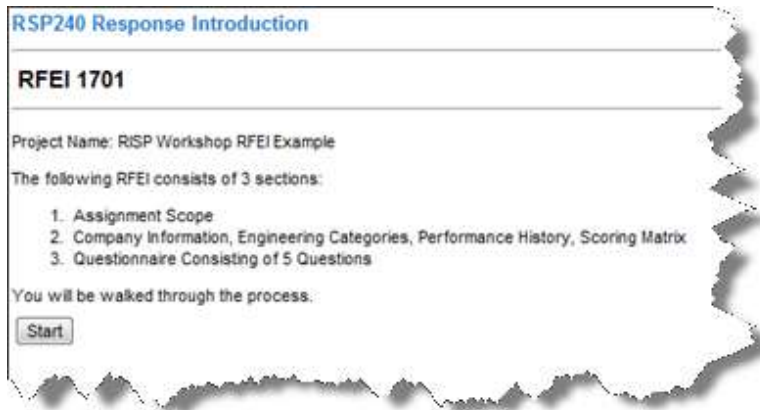 RSP240 Response Introduction
RFEI 1701
Project Name: RISP Workshop RFEI Example
The following RFEI consists of 3 sections:
1. Assignment Scope
2. Company Information, Engineering Categories, Performance History, Scoring Matrix
3. Questionnaire Consisting of 5 Questions
You will be walked through the process.
Start